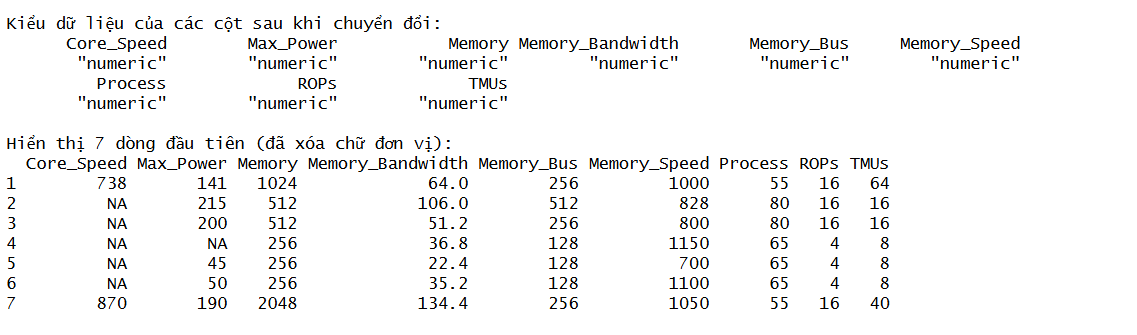 Kiểu dữ liệu của các cột sau khi chuyển đổi:
Core_Speed Max_Power Memory Memory_Bandwidth Memory_Bus Memory_Speed
"numeric" "numeric" "numeric" "numeric" "numeric" "numeric"
Process ROPs TMUs
"numeric" "numeric" "numeric"
Hiển thị 7 dòng đầu tiên (đã xóa chữ đơn vị):
Core_Speed Max_Power Memory Memory_Bandwidth Memory_Bus Memory_Speed Process ROPs TMUs
1 738 141 1024 64.0 256 1000 55 16 64
2 NA 215 512 106.0 512 828 80 16 16
3 NA 200 512 51.2 256 800 80 16 16
4 NA NA 256 36.8 128 1150 65 4 8
5 NA 45 256 22.4 128 700 65 4 8
6 NA 50 256 35.2 128 1100 65 4 8
7 870 190 2048 134.4 256 1050 55 16 40